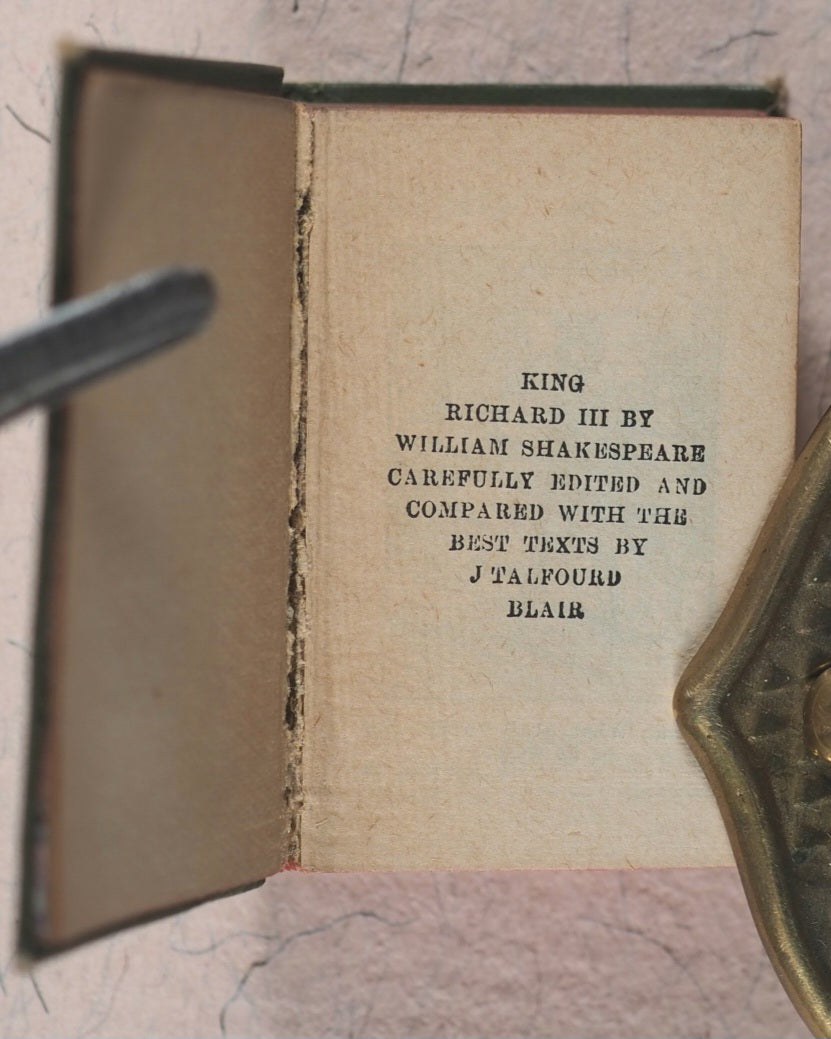 KING
RICHARD III BY
WILLIAM SHAKESPEARE
CAREFULLY EDITED AND
COMPARED WITH THE
BEST TEXTS BY
J TALFOURD
BLAIR